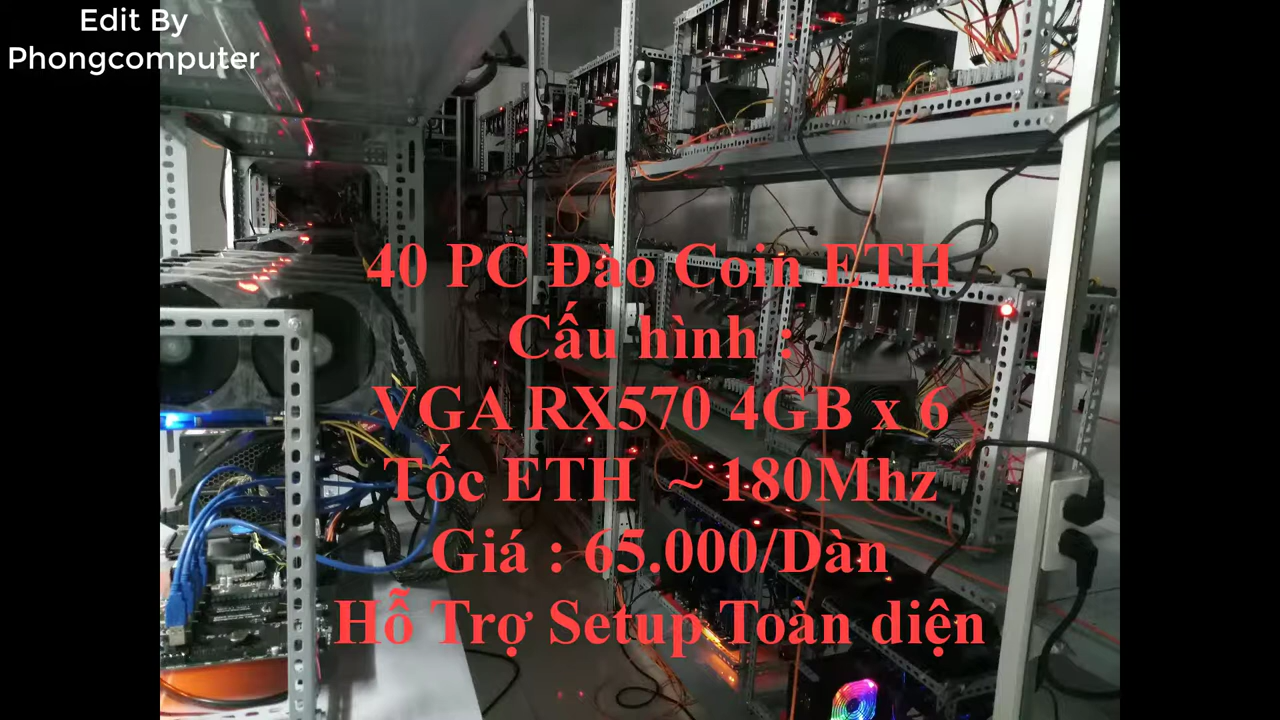 Edit By
Phongcomputer
40 PC Đào Coin ETH
Cấu hình :
VGA RX570 4GB x 6
Tốc ETH ~ 180Mhz
Giá : 65.000/Dàn
Hỗ Trợ Setup Toàn diện